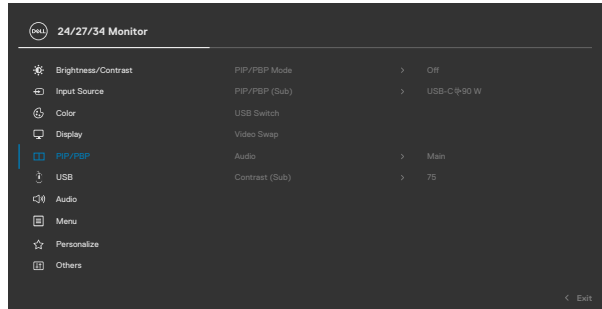 DELL 24/27/34 Monitor
Brightness/Contrast PIP/PBP Mode > Off
Input Source PIP/PBP (Sub) > USB-C 90 W
Color USB Switch
Display Video Swap
PIP/PBP Audio > Main
USB Contrast (Sub) > 75
Audio
Menu
Personalize
Others
< Exit